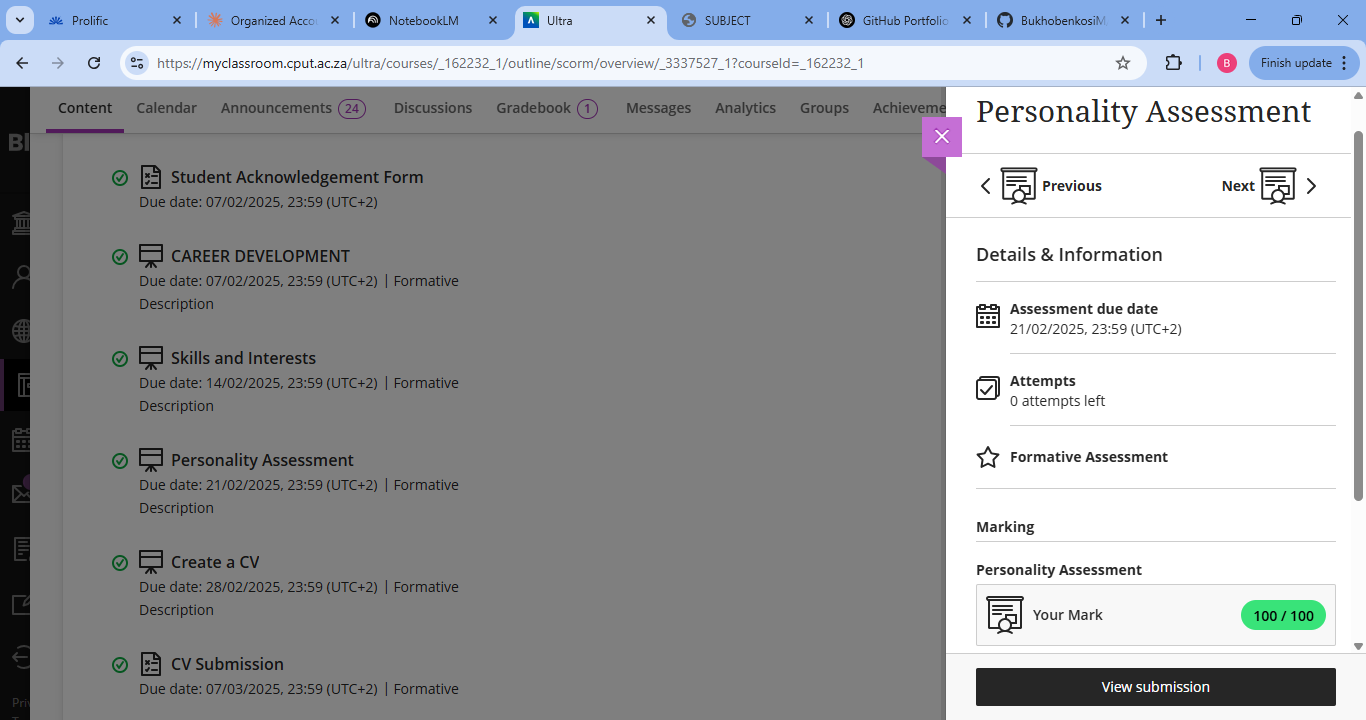 Prolific
Organized Acco
NotebookLM
Ultra
SUBJECT
GitHub Portfolio
BukhobenkosiM
https://myclassroom.cput.ac.za/ultra/courses/_162232_1/outline/scorm/overview/_3337527_1?courseId=_162232_1
B
Finish update
Content
Calendar
Announcements 24
Discussions
Gradebook 1
Messages
Analytics
Groups
Achieveme
Student Acknowledgement Form
Due date: 07/02/2025, 23:59 (UTC+2)
CAREER DEVELOPMENT
Due date: 07/02/2025, 23:59 (UTC+2) | Formative
Description
Skills and Interests
Due date: 14/02/2025, 23:59 (UTC+2) | Formative
Description
Personality Assessment
Due date: 21/02/2025, 23:59 (UTC+2) | Formative
Description
Create a CV
Due date: 28/02/2025, 23:59 (UTC+2) | Formative
Description
CV Submission
Due date: 07/03/2025, 23:59 (UTC+2) | Formative
Personality Assessment
Previous
Next
Details & Information
Assessment due date
21/02/2025, 23:59 (UTC+2)
Attempts
0 attempts left
Formative Assessment
Marking
Personality Assessment
Your Mark
100 / 100
View submission